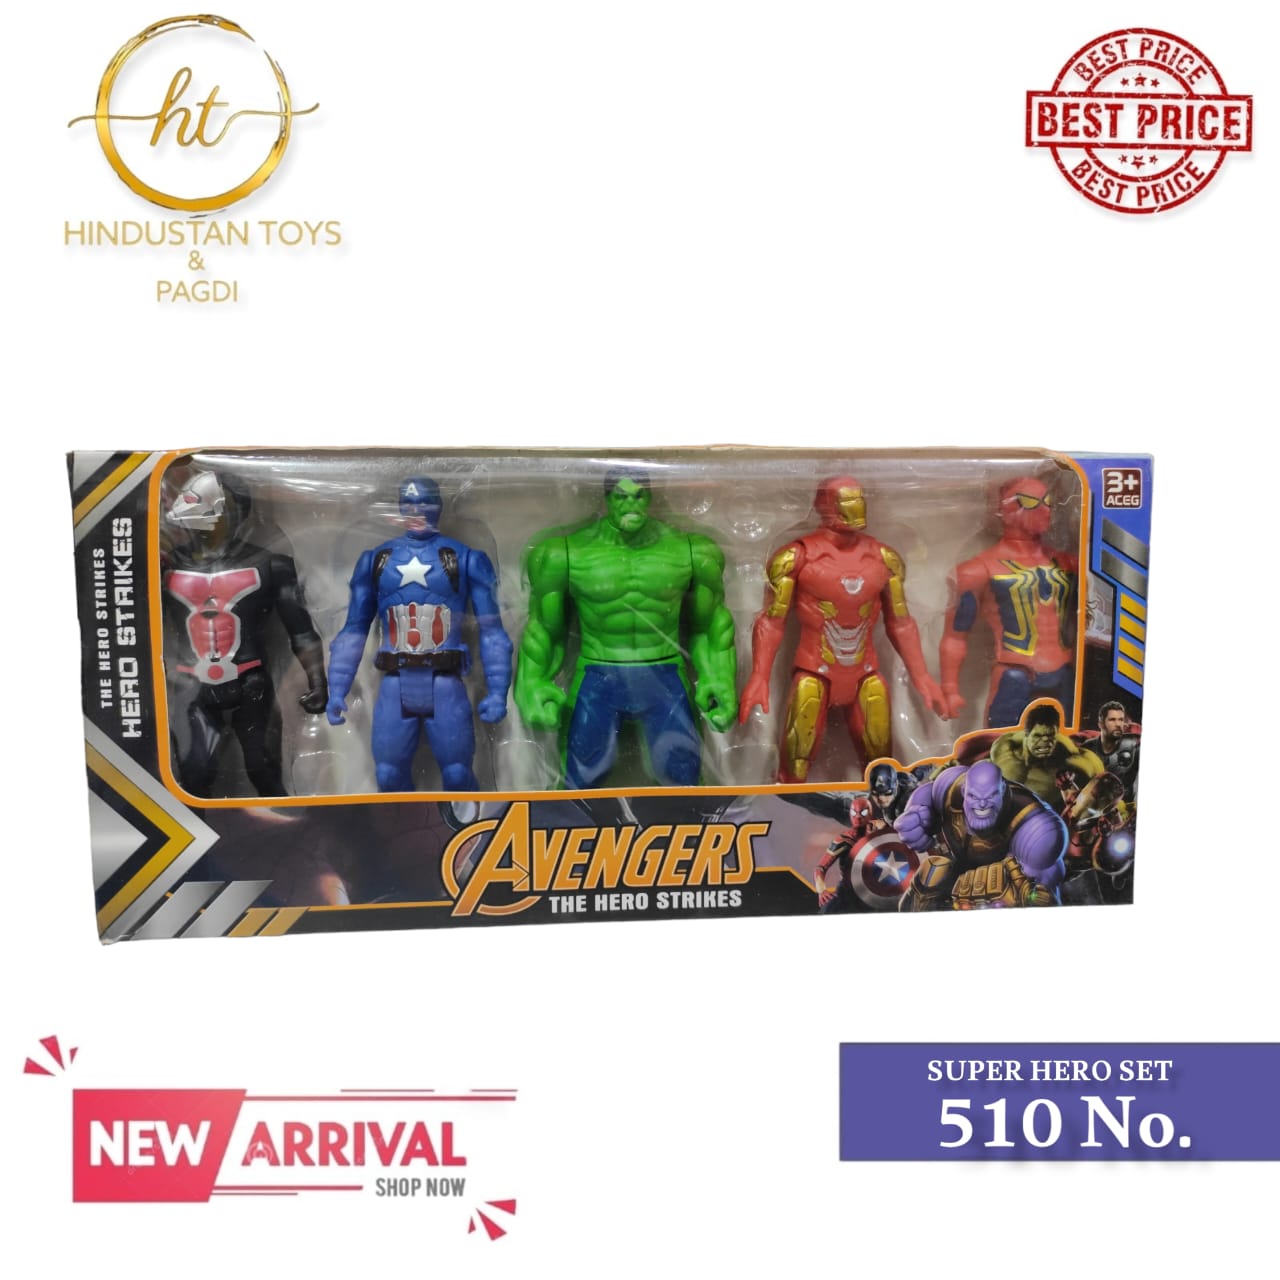 ht
HINDUSTAN TOYS
&
PAGDI
BEST PRICE
BEST PRICE
BEST PRICE
THE HERO STRIKES
HERO STRIKES
A
3+
ACEG
AVENGERS
THE HERO STRIKES
NEW ARRIVAL
SHOP NOW
SUPER HERO SET
510 No.